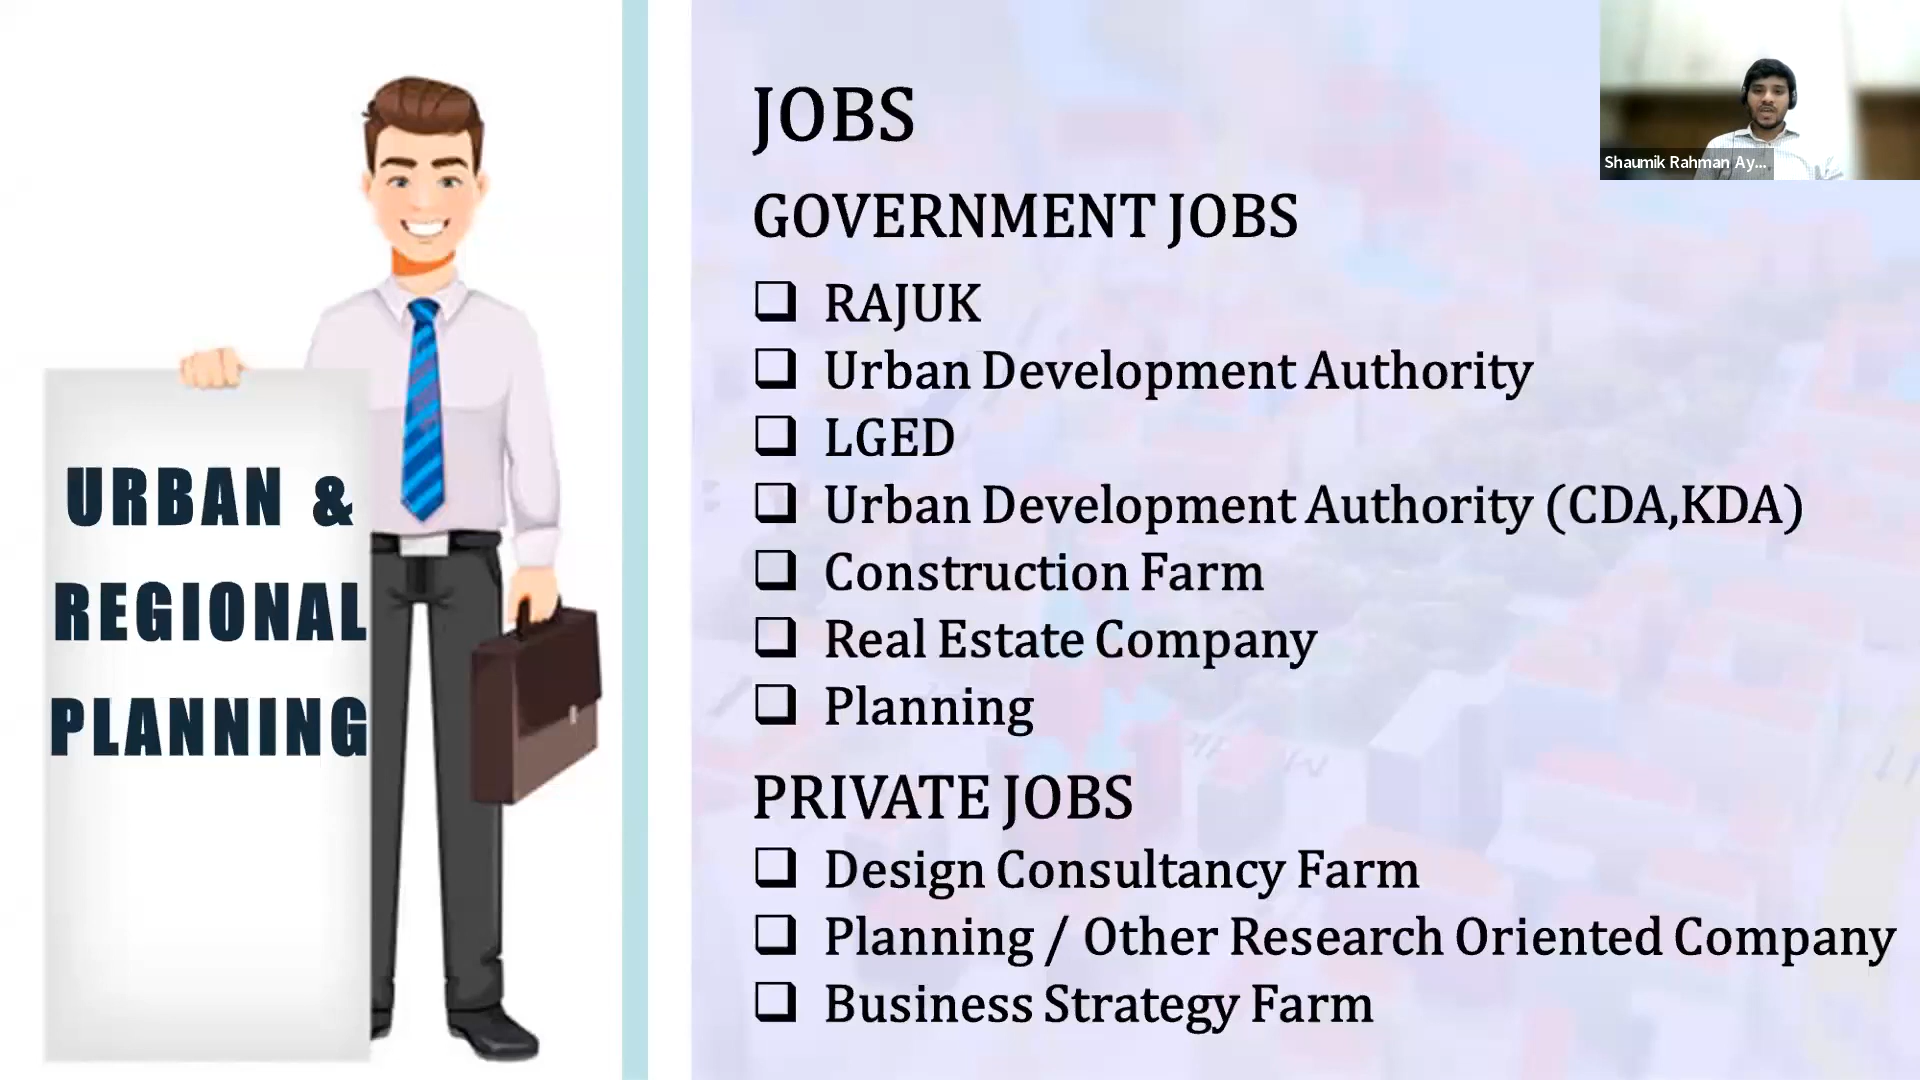 URBAN &
REGIONAL
PLANNING
JOBS
GOVERNMENT JOBS
RAJUK
Urban Development Authority
LGED
Urban Development Authority (CDA,KDA)
Construction Farm
Real Estate Company
Planning
PRIVATE JOBS
Design Consultancy Farm
Planning / Other Research Oriented Company
Business Strategy Farm
Shaumik Rahman Ay...